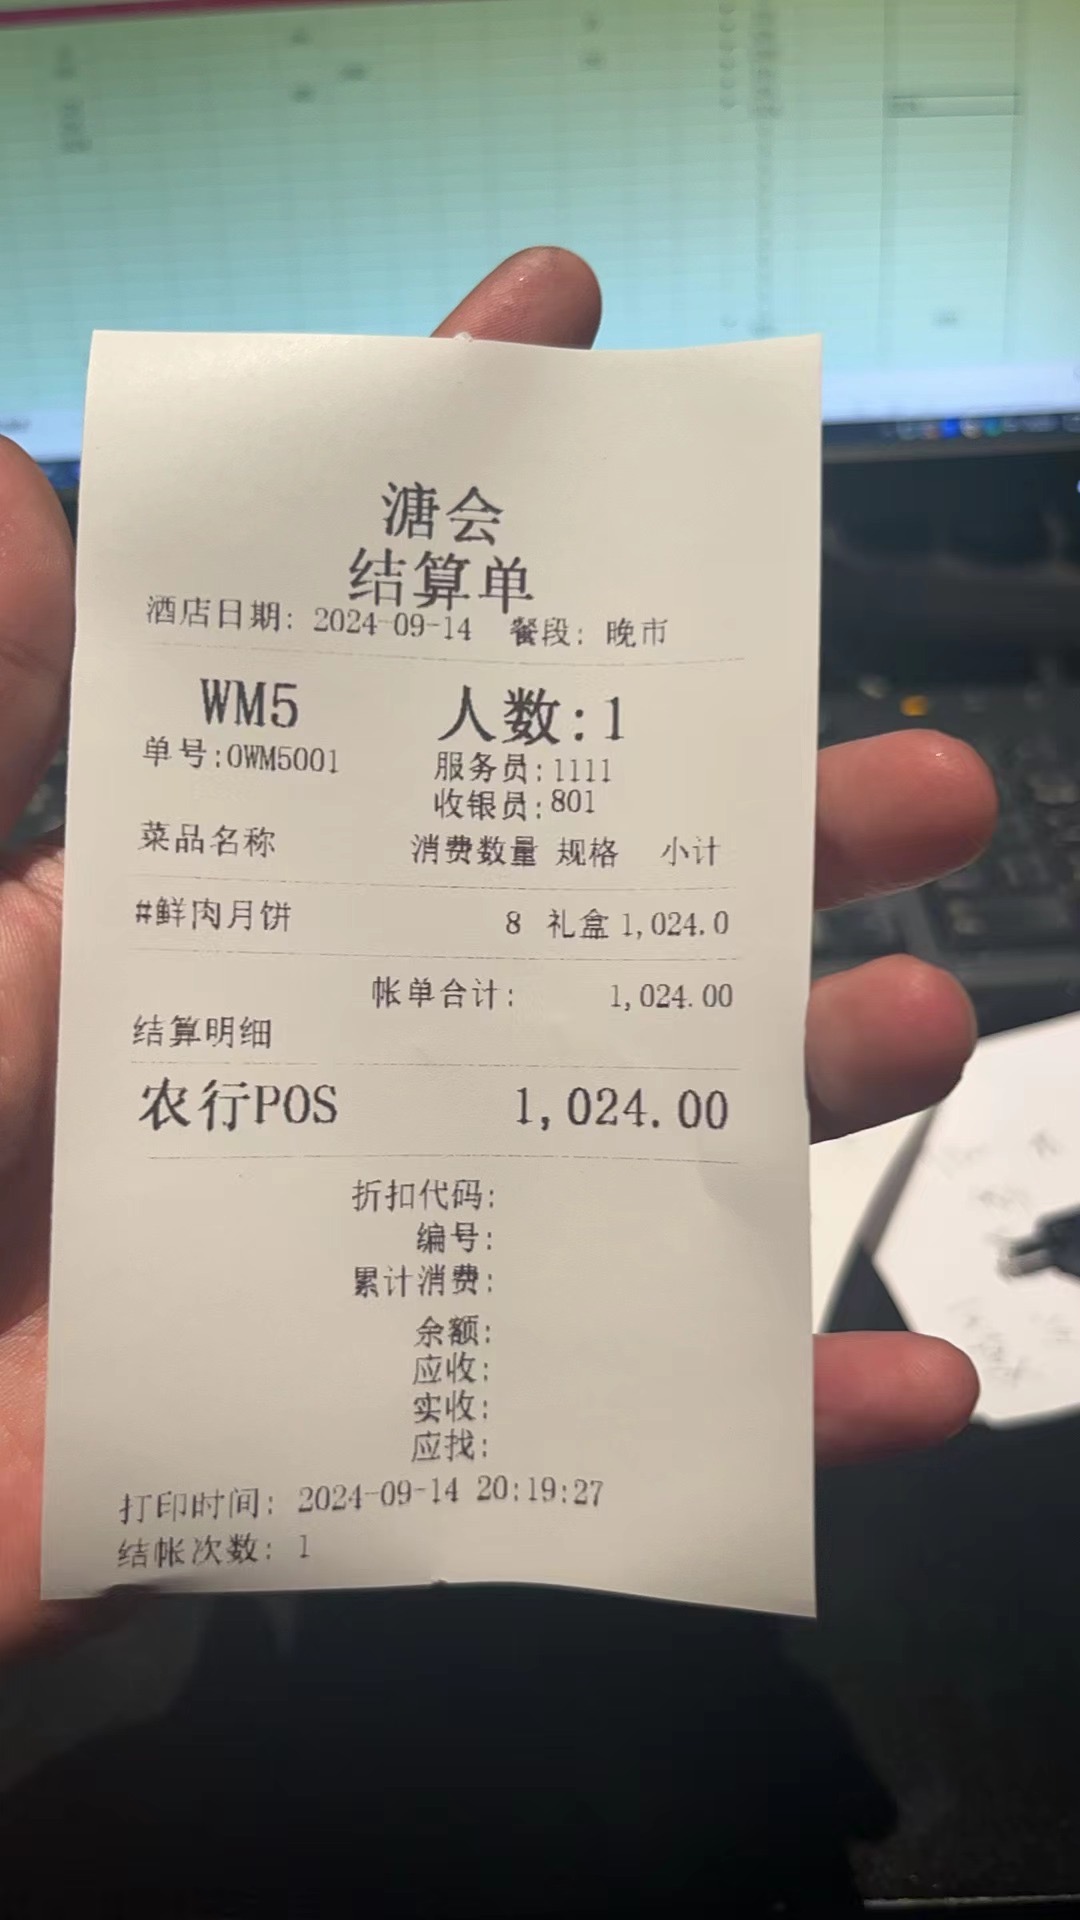 溏会
结算单
酒店日期: 2024-09-14 餐段: 晚市
WM5 人数:1
单号:0WM5001 服务员:1111
收银员:801
菜品名称 消费数量 规格 小计
#鲜肉月饼 8 礼盒 1,024.0
帐单合计: 1,024.00
结算明细
农行POS 1,024.00
折扣代码:
编号:
累计消费:
余额:
应收:
实收:
应找:
打印时间: 2024-09-14 20:19:27
结帐次数: 1